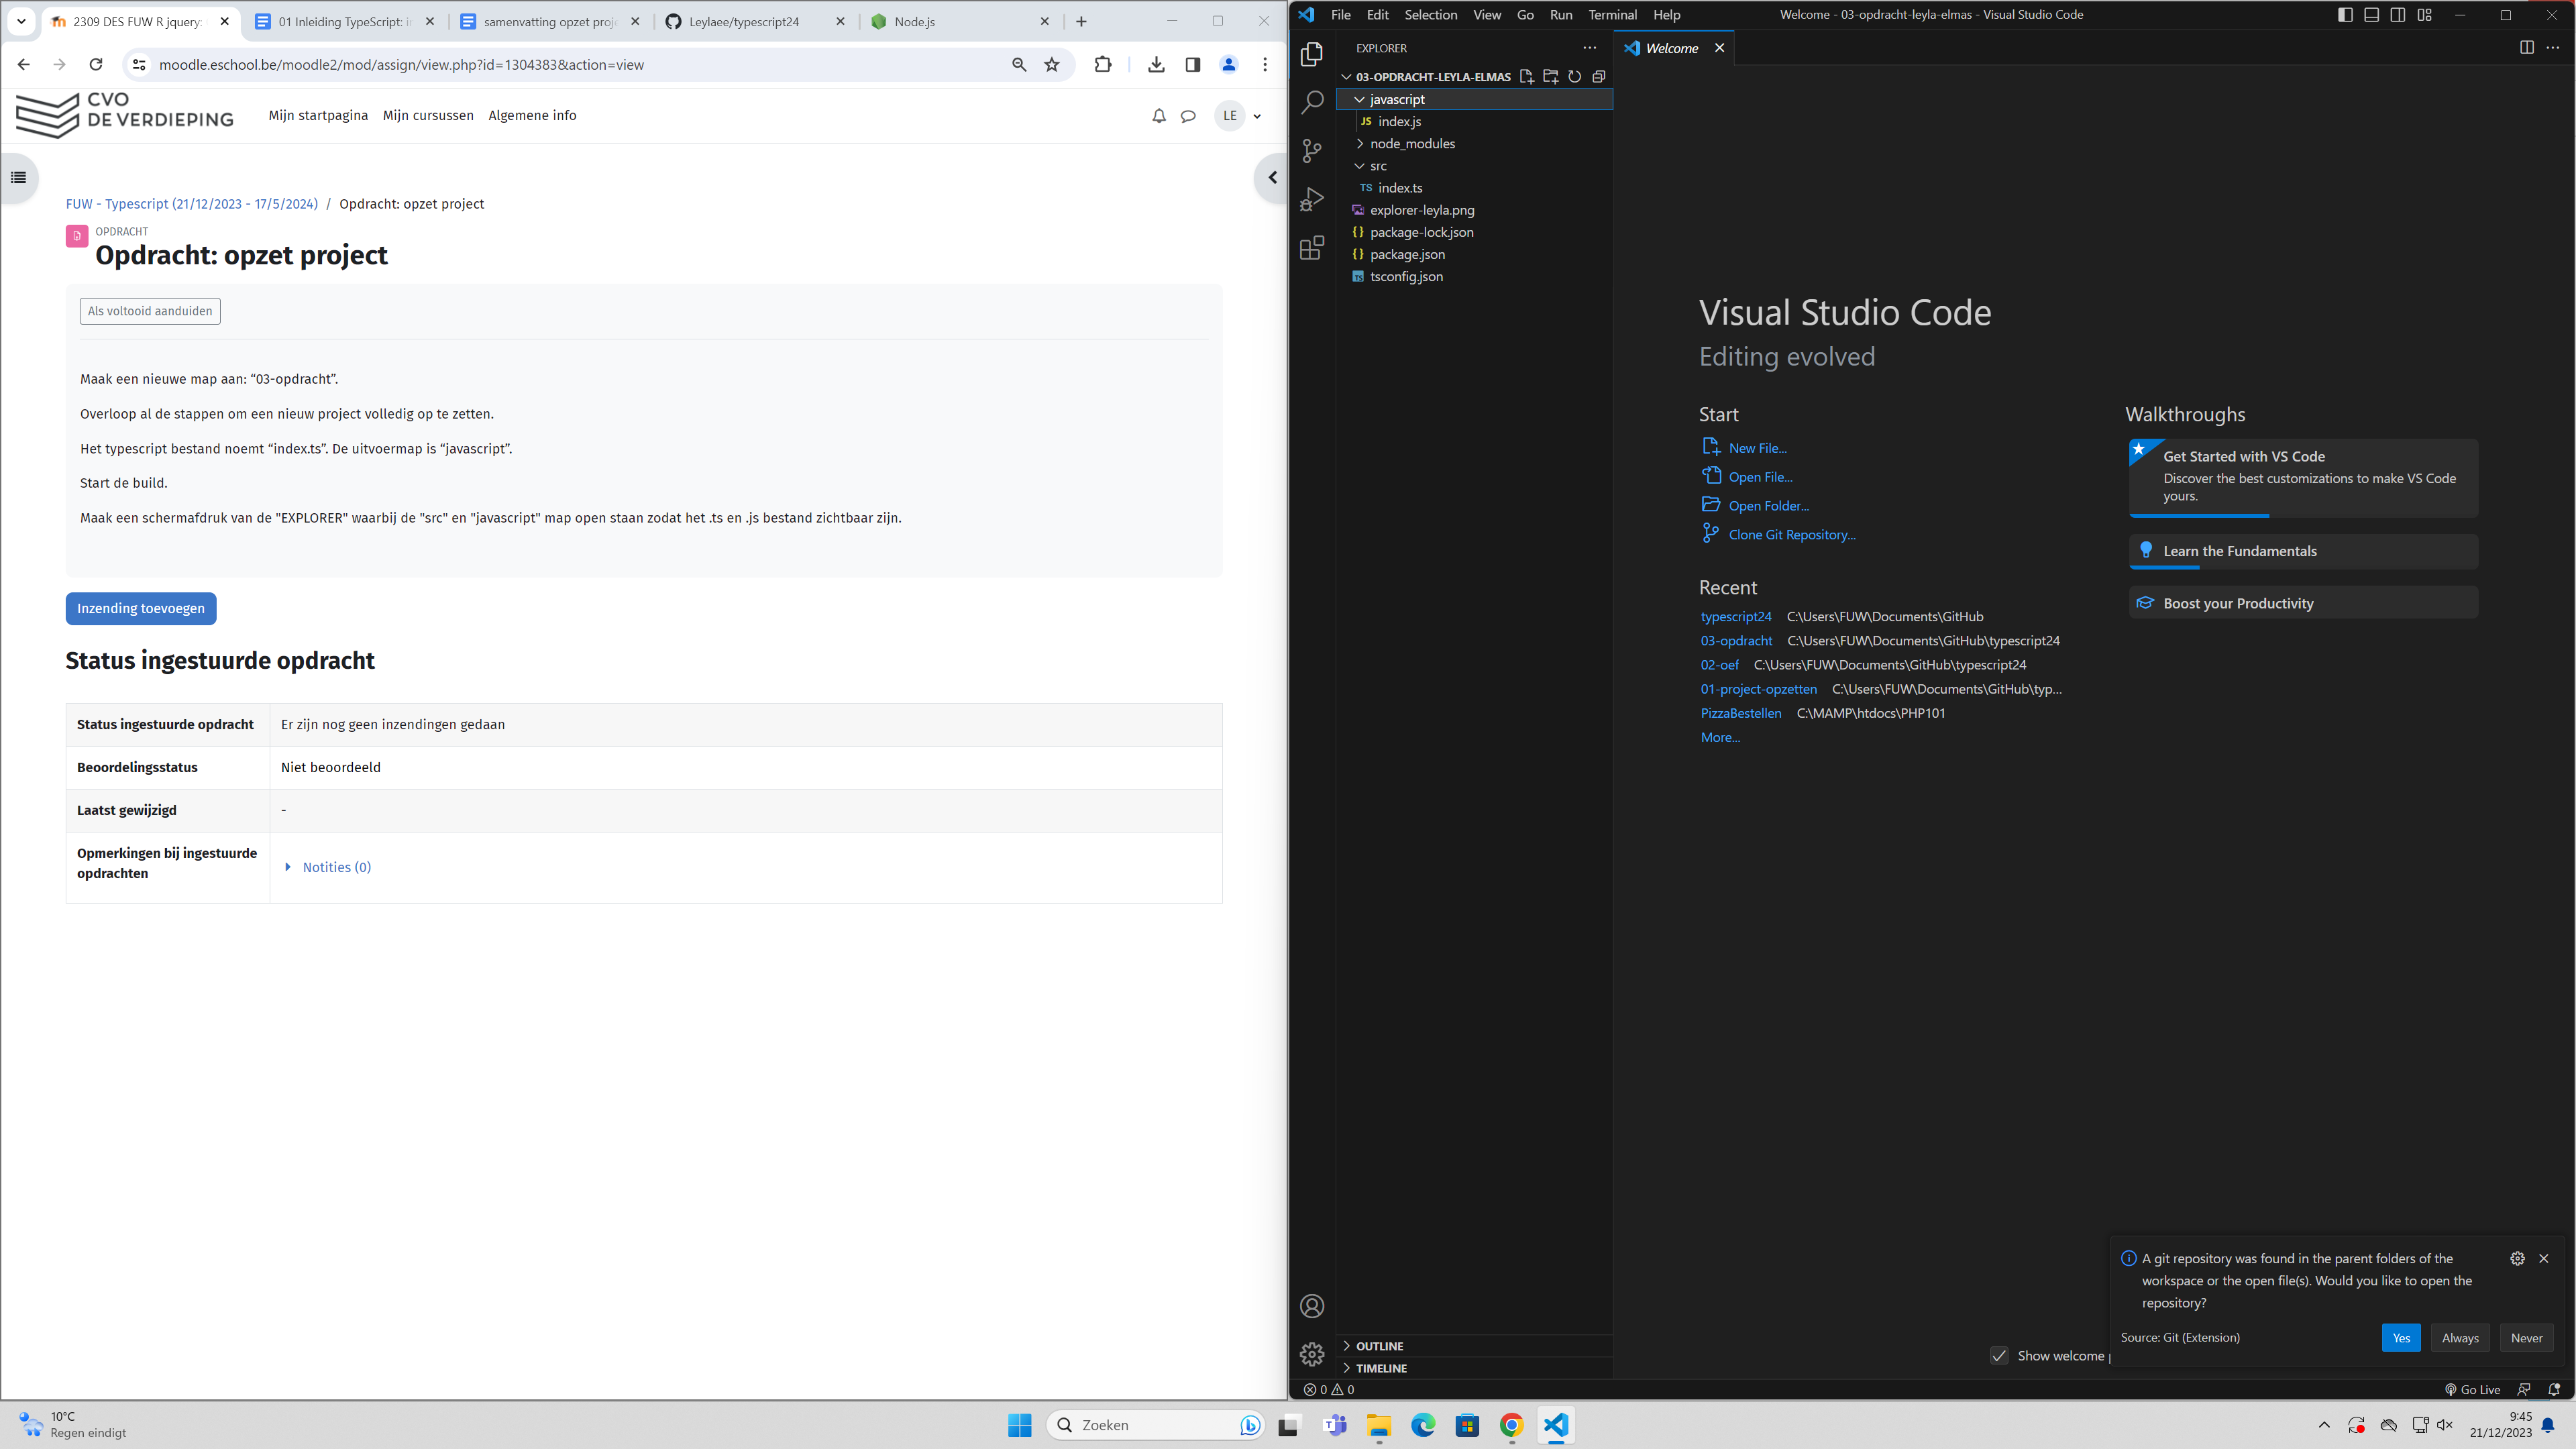 2309 DES FUW R jquery:
01 Inleiding TypeScript: in
samenvatting opzet proje
Leylaee/typescript24
Node.js
moodle.eschool.be/moodle2/mod/assign/view.php?id=1304383&action=view
CVO
DE VERDIEPING
Mijn startpagina
Mijn cursussen
Algemene info
LE
FUW - Typescript (21/12/2023 - 17/5/2024) / Opdracht: opzet project
OPDRACHT
Opdracht: opzet project
Als voltooid aanduiden
Maak een nieuwe map aan: “03-opdracht”.
Overloop al de stappen om een nieuw project volledig op te zetten.
Het typescript bestand noemt “index.ts”. De uitvoermap is “javascript”.
Start de build.
Maak een schermafdruk van de "EXPLORER" waarbij de "src" en "javascript" map open staan zodat het .ts en .js bestand zichtbaar zijn.
Inzending toevoegen
Status ingestuurde opdracht
Status ingestuurde opdracht
Er zijn nog geen inzendingen gedaan
Beoordelingsstatus
Niet beoordeeld
Laatst gewijzigd
-
Opmerkingen bij ingestuurde
opdrachten
Notities (0)
File Edit Selection View Go Run Terminal Help
Welcome - 03-opdracht-leyla-elmas - Visual Studio Code
EXPLORER
03-OPDRACHT-LEYLA-ELMAS
javascript
JS index.js
node_modules
src
TS index.ts
explorer-leyla.png
{} package-lock.json
{} package.json
TS tsconfig.json
OUTLINE
TIMELINE
Welcome
Visual Studio Code
Editing evolved
Start
New File...
Open File...
Open Folder...
Clone Git Repository...
Recent
typescript24 C:\Users\FUW\Documents\GitHub
03-opdracht C:\Users\FUW\Documents\GitHub\typescript24
02-oef C:\Users\FUW\Documents\GitHub\typescript24
01-project-opzetten C:\Users\FUW\Documents\GitHub\typ...
PizzaBestellen C:\MAMP\htdocs\PHP101
More...
Walkthroughs
Get Started with VS Code
Discover the best customizations to make VS Code
yours.
Learn the Fundamentals
Boost your Productivity
A git repository was found in the parent folders of the
workspace or the open file(s). Would you like to open the
repository?
Source: Git (Extension)
Yes
Always
Never
Show welcome p
0 0
Go Live
10°C
Regen eindigt
Zoeken
9:45
21/12/2023